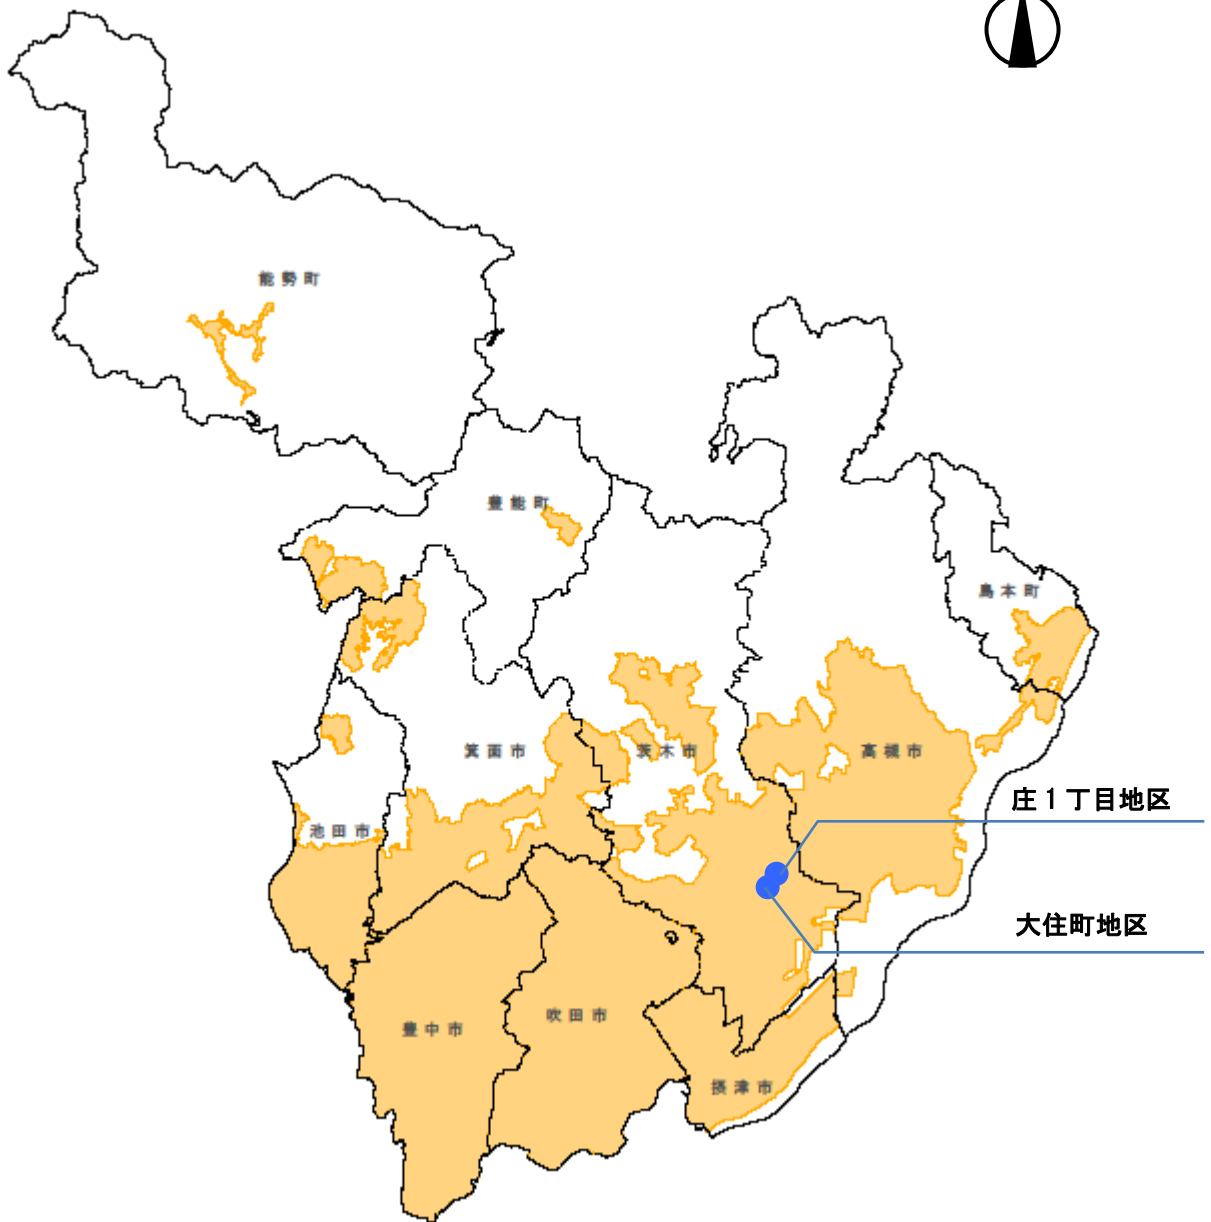 能勢町
豊能町
島本町
箕面市
茨木市
高槻市
庄1丁目地区
池田市
大住町地区
吹田市
豊中市
摂津市